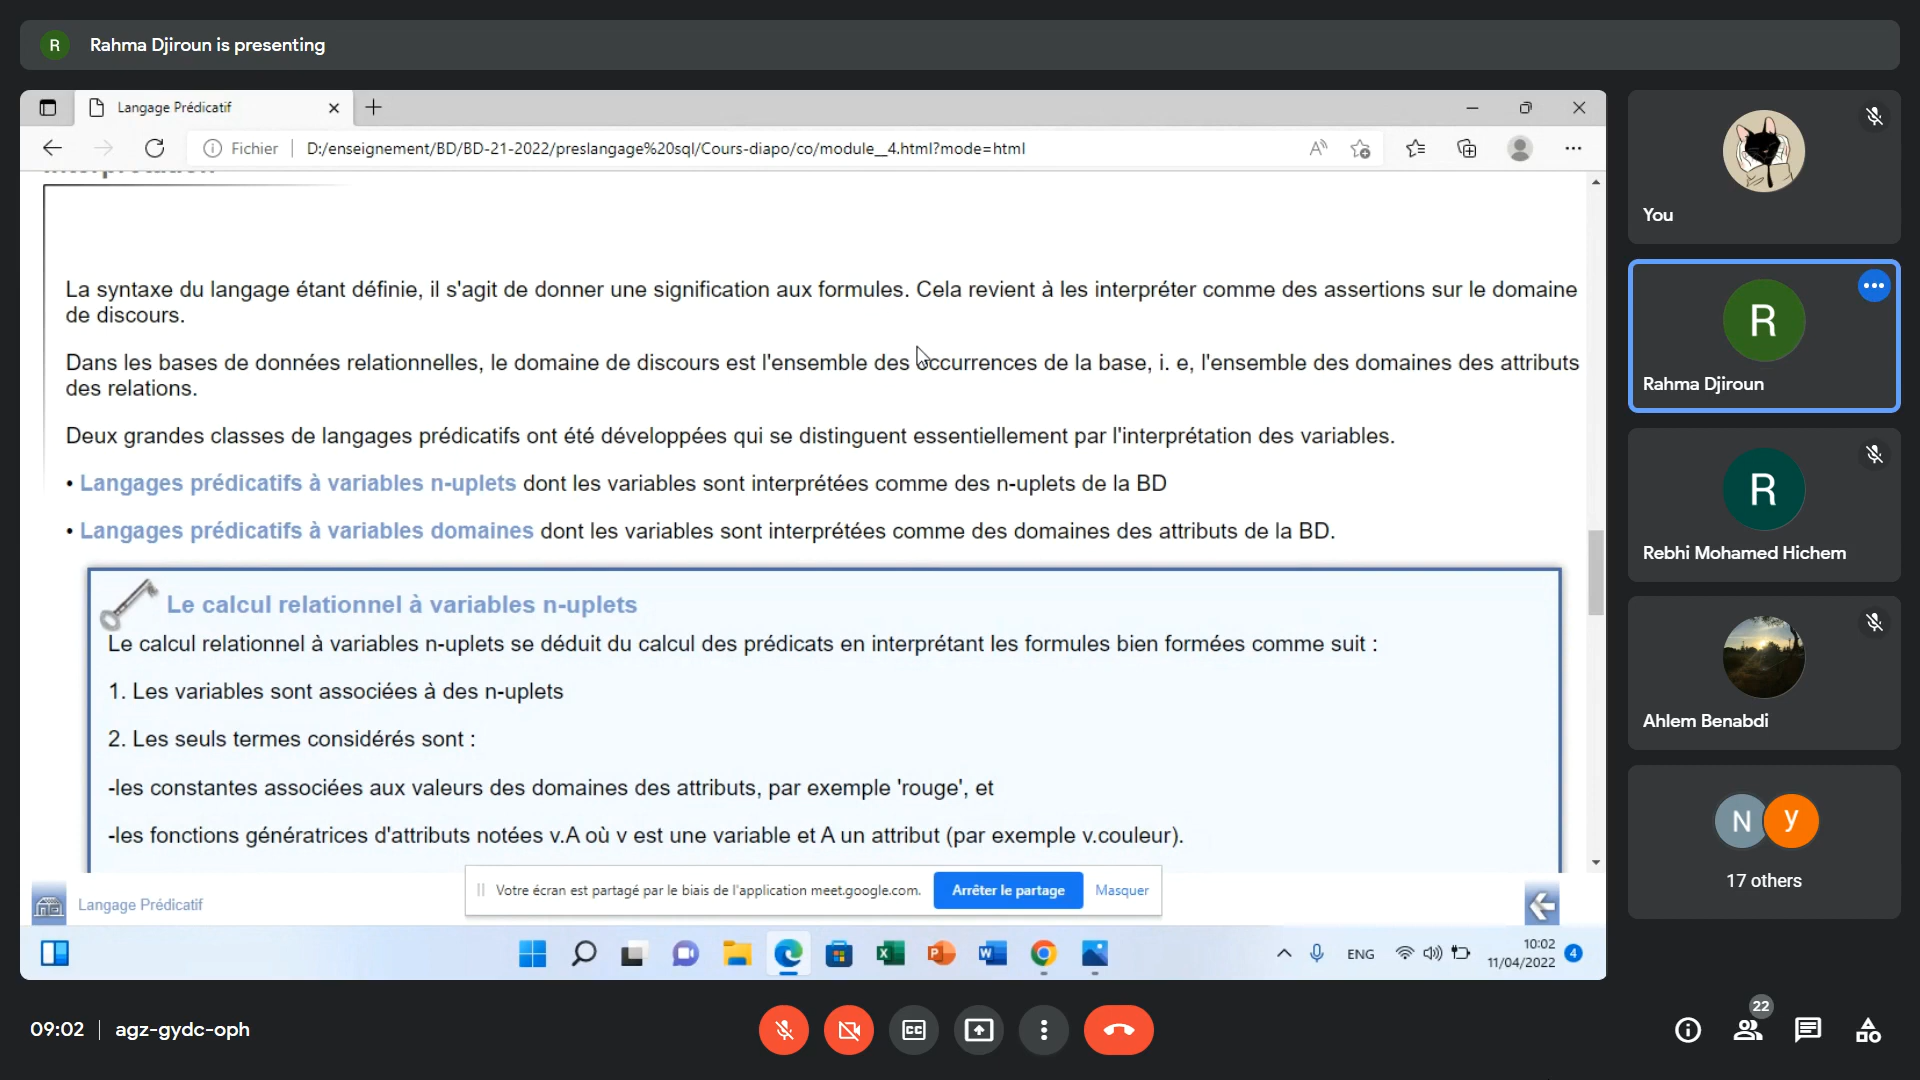 R Rahma Djiroun is presenting
Langage Prédictif
Fichier D:/enseignement/BD/BD-21-2022/preslangage%20sql/Cours-diapo/co/module__4.html?mode=html
La syntaxe du langage étant définie, il s'agit de donner une signification aux formules. Cela revient à les interpréter comme des assertions sur le domaine
de discours.
Dans les bases de données relationnelles, le domaine de discours est l'ensemble des occurrences de la base, i. e, l'ensemble des domaines des attributs
des relations.
Deux grandes classes de langages prédicatifs ont été développées qui se distinguent essentiellement par l'interprétation des variables.
• Langages prédicatifs à variables n-uplets dont les variables sont interprétées comme des n-uplets de la BD
• Langages prédicatifs à variables domaines dont les variables sont interprétées comme des domaines des attributs de la BD.
Le calcul relationnel à variables n-uplets
Le calcul relationnel à variables n-uplets se déduit du calcul des prédicats en interprétant les formules bien formées comme suit :
1. Les variables sont associées à des n-uplets
2. Les seuls termes considérés sont :
-les constantes associées aux valeurs des domaines des attributs, par exemple 'rouge', et
-les fonctions génératrices d'attributs notées v.A où v est une variable et A un attribut (par exemple v.couleur).
Votre écran est partagé par le biais de l'application meet.google.com. Arrêter le partage Masquer
Langage Prédicatif
ENG
10:02
11/04/2022
4
You
R
Rahma Djiroun
R
Rebhi Mohamed Hichem
Ahlem Benabdi
N y
17 others
09:02 | agz-gydc-oph
CC
22